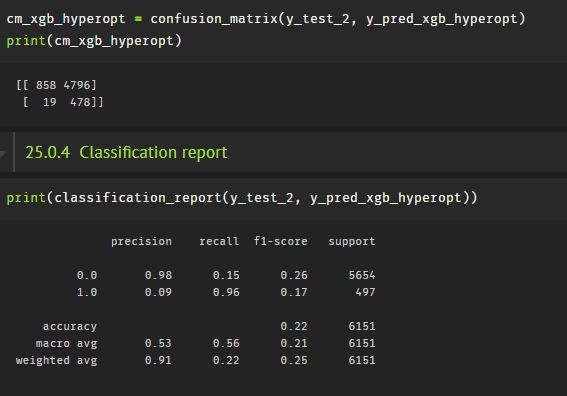 cm_xgb_hyperopt = confusion_matrix(y_test_2, y_pred_xgb_hyperopt)
print(cm_xgb_hyperopt)
[[ 858 4796]
 [  19  478]]
25.0.4 Classification report
print(classification_report(y_test_2, y_pred_xgb_hyperopt))
precision recall f1-score support
0.0 0.98 0.15 0.26 5654
1.0 0.09 0.96 0.17 497
accuracy 0.22 6151
macro avg 0.53 0.56 0.21 6151
weighted avg 0.91 0.22 0.25 6151